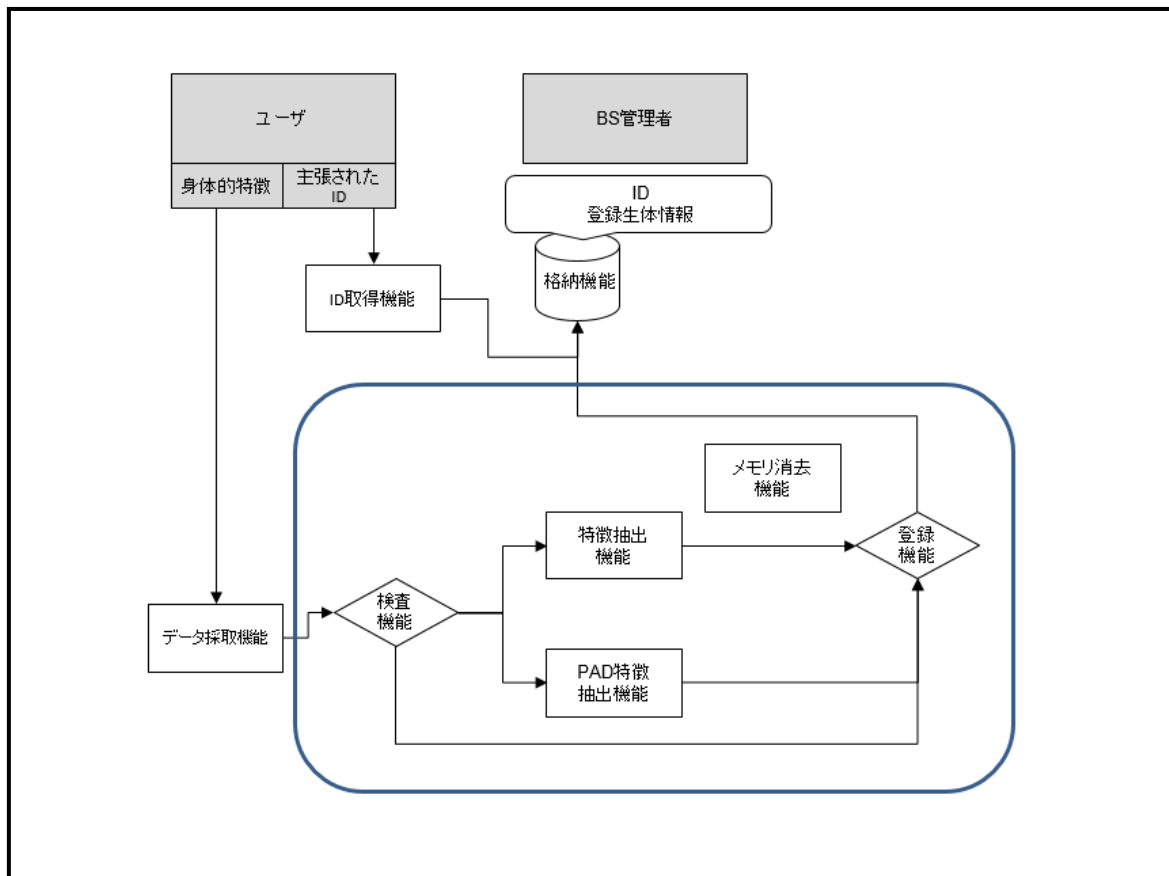 ユーザ
BS管理者
身体的特徴
主張された
ID
ID
登録生体情報
格納機能
ID取得機能
メモリ消去
機能
特徴抽出
機能
登録
機能
検査
機能
データ採取機能
PAD特徴
抽出機能